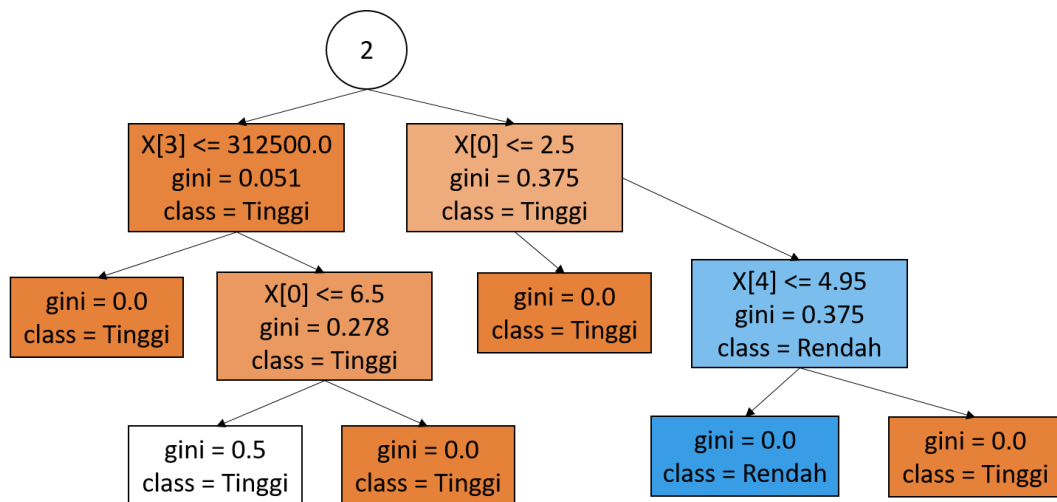 2
X[3] <= 312500.0
gini = 0.051
class = Tinggi
X[0] <= 2.5
gini = 0.375
class = Tinggi
gini = 0.0
class = Tinggi
X[0] <= 6.5
gini = 0.278
class = Tinggi
gini = 0.0
class = Tinggi
X[4] <= 4.95
gini = 0.375
class = Rendah
gini = 0.5
class = Tinggi
gini = 0.0
class = Tinggi
gini = 0.0
class = Rendah
gini = 0.0
class = Tinggi